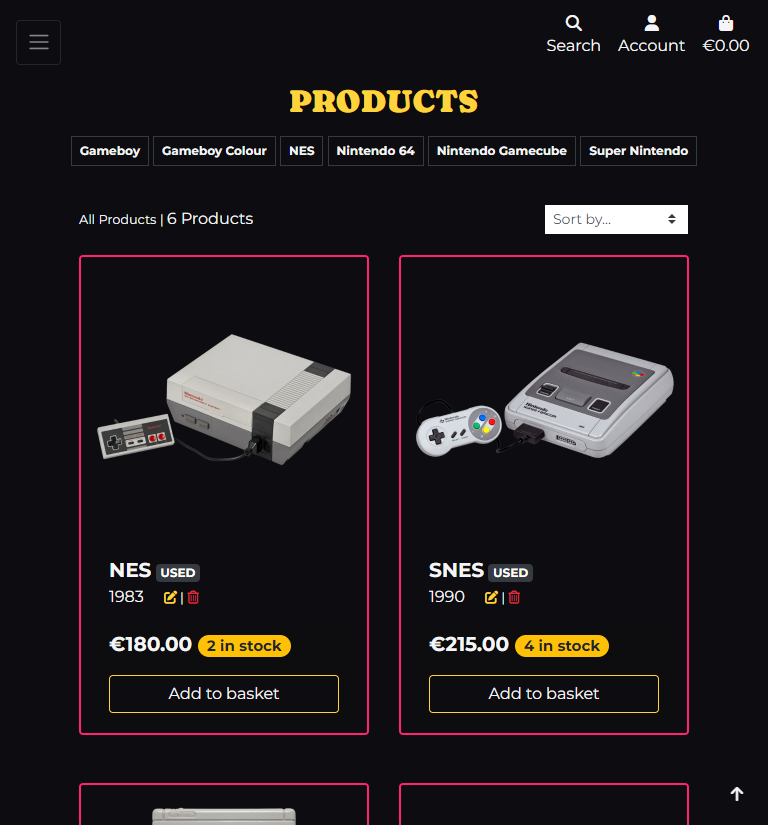 Search Account €0.00
PRODUCTS
Gameboy Gameboy Colour NES Nintendo 64 Nintendo Gamecube Super Nintendo
All Products | 6 Products
Sort by...
NES USED
1983 |
€180.00 2 in stock
Add to basket
SNES USED
1990 |
€215.00 4 in stock
Add to basket